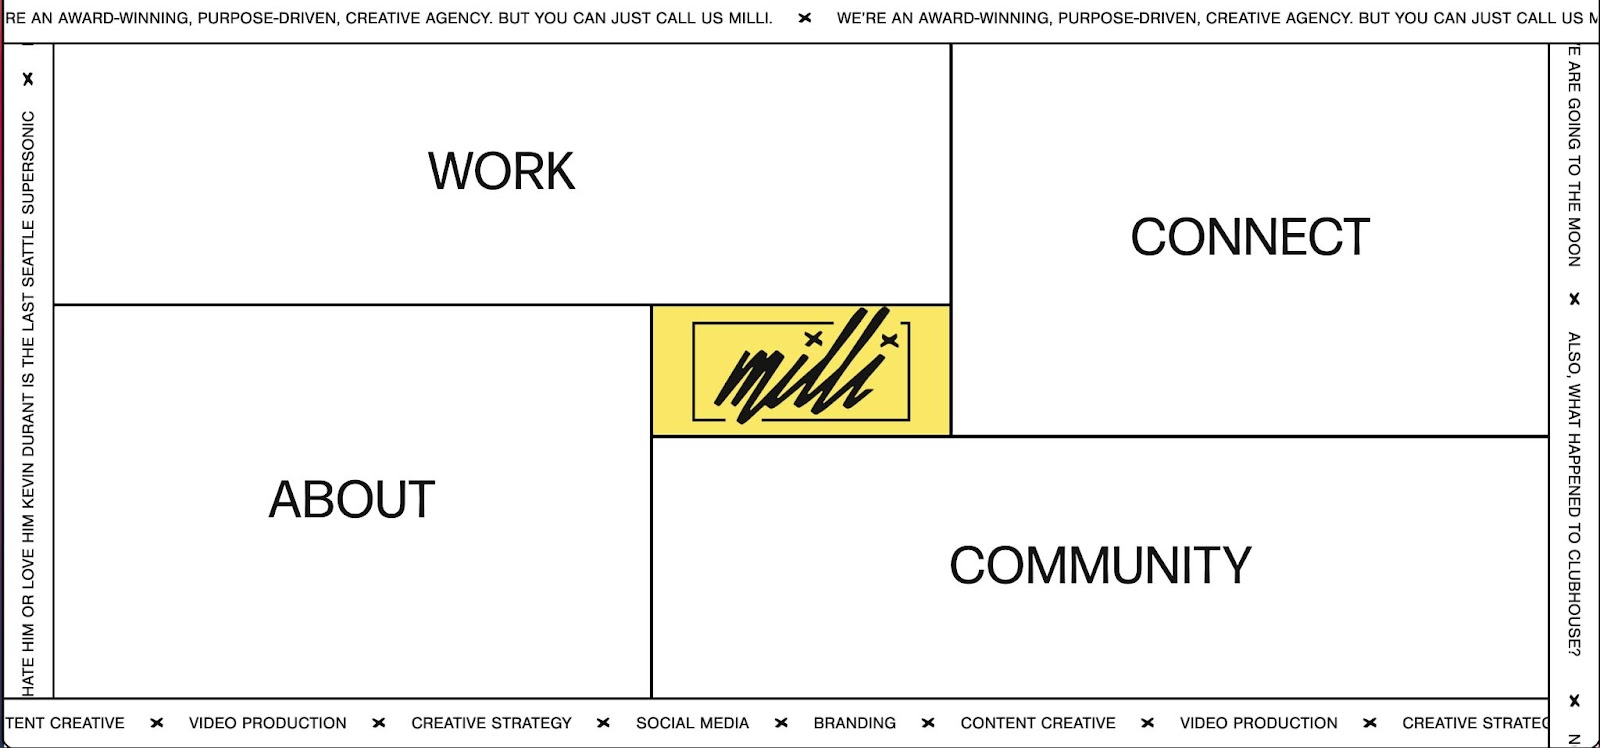 RE AN AWARD-WINNING, PURPOSE-DRIVEN, CREATIVE AGENCY. BUT YOU CAN JUST CALL US MILLI. WE'RE AN AWARD-WINNING, PURPOSE-DRIVEN, CREATIVE AGENCY. BUT YOU CAN JUST CALL US
HATE HIM OR LOVE HIM KEVIN DURANT IS THE LAST SEATTLE SUPERSONIC
WORK
CONNECT
milli
ABOUT
COMMUNITY
ARE GOING TO THE MOON ALSO, WHAT HAPPENED TO CLUBHOUSE?
TENT CREATIVE VIDEO PRODUCTION CREATIVE STRATEGY SOCIAL MEDIA BRANDING CONTENT CREATIVE VIDEO PRODUCTION CREATIVE STRATEG